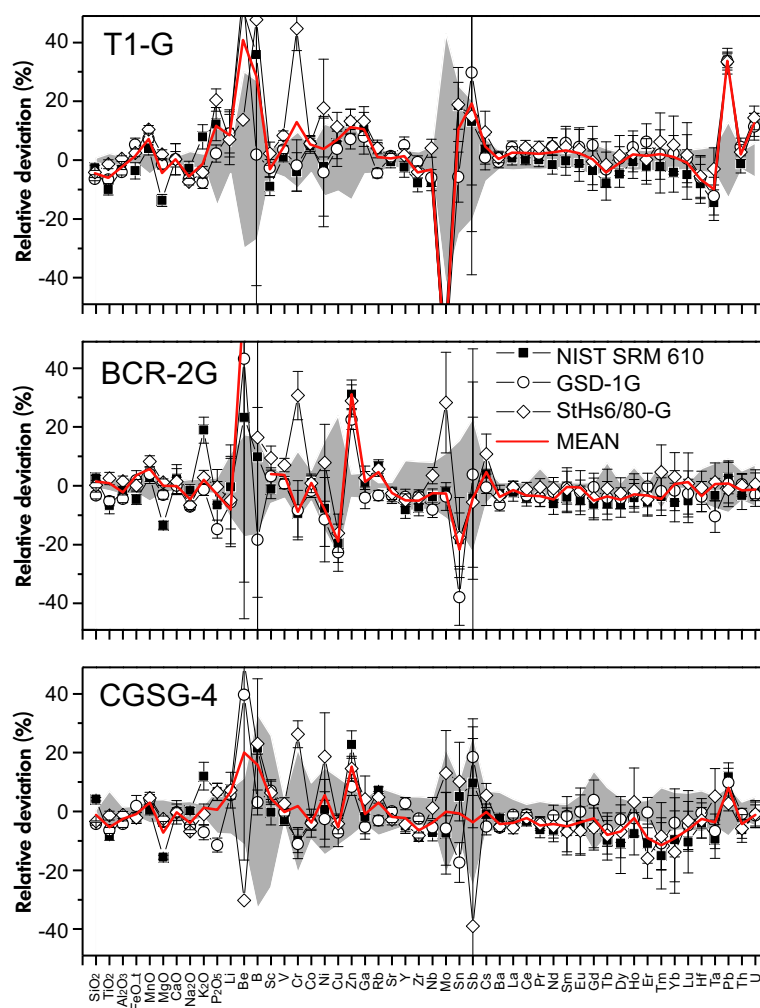 T1-G
Relative deviation (%)
40
20
0
-20
-40
BCR-2G
NIST SRM 610
GSD-1G
StHs6/80-G
MEAN
Relative deviation (%)
40
20
0
-20
-40
CGSG-4
Relative deviation (%)
40
20
0
-20
-40
SiO2 TiO2 Al2O3 FeO_t MnO MgO CaO Na2O K2O P2O5 Li Be B Sc V Cr Co Ni Cu Zn Ga Rb Sr Y Zr Nb Mo Sn Sb Cs Ba La Ce Pr Nd Sm Eu Gd Tb Dy Ho Er Tm Yb Lu Hf Ta Pb Th U